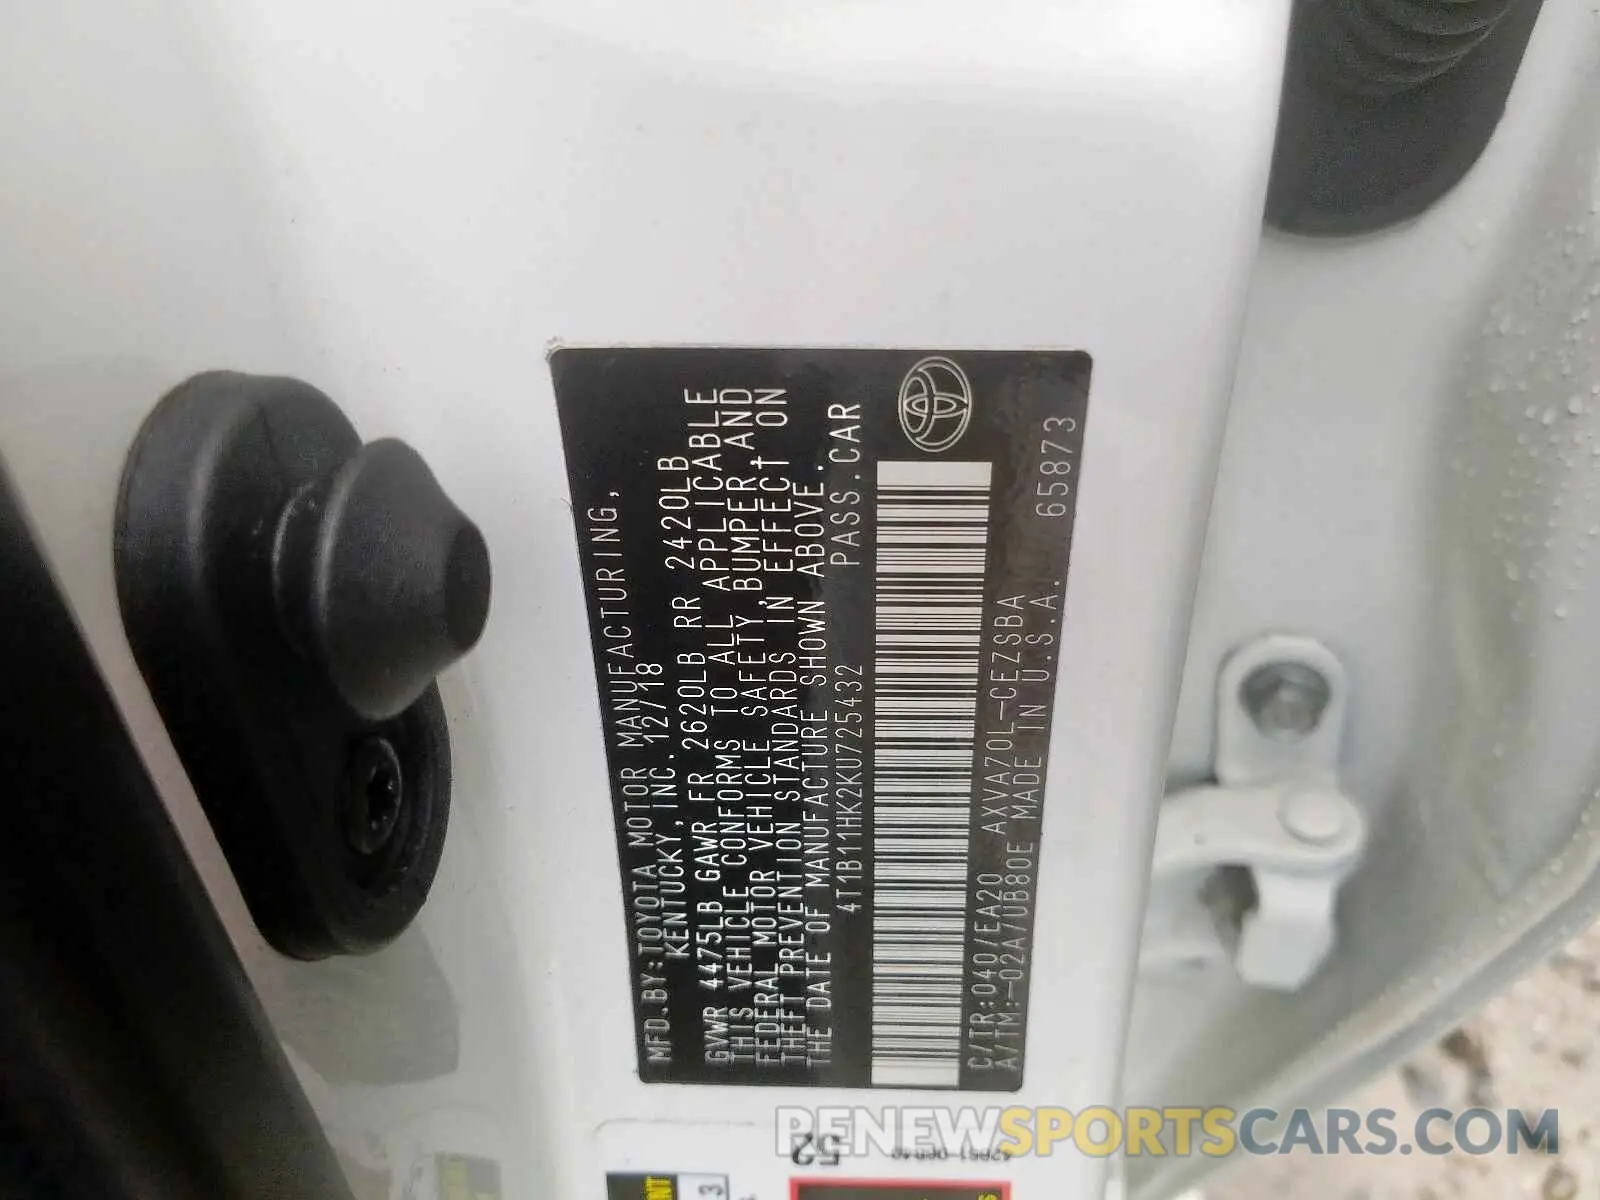 MFD.BY:TOYOTA MOTOR MANUFACTURING,
KENTUCKY, INC. 12/18
GVWR 4475LB GAWR FR 2620LB RR 2420LB
THIS VEHICLE CONFORMS TO ALL APPLICABLE
FEDERAL MOTOR VEHICLE SAFETY, BUMPER, AND
THEFT PREVENTION STANDARDS IN EFFECT ON
THE DATE OF MANUFACTURE SHOWN ABOVE.
4T1B11HK2KU725432 PASS.CAR
C/TR:040/EA20 AXVA70L-CEZSBA 65873
A/TM:-02A/UB80E MADE IN U.S.A.
52
RENEWSPORTSCARS.COM